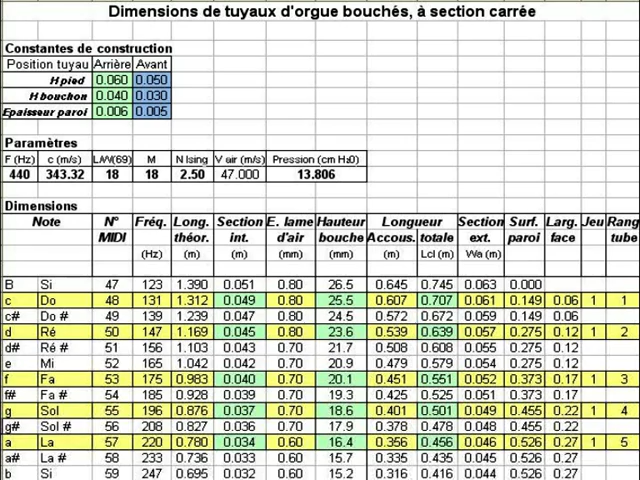 Dimensions de tuyaux d'orgue bouchés, à section carrée
Constantes de construction
Position tuyau Arrière Avant
H pied 0.060 0.050
H bouchon 0.040 0.030
Epaisseur paroi 0.006 0.005
Paramètres
F (Hz) c (m/s) L/W(69) M N Ising V air (m/s) Pression (cm H20)
440 343.32 18 18 2.50 47.000 13.806
Dimensions
Note N° Fréq. Long. Section E. lame Hauteur Longueur Section Surf. Larg. Jeu Rang
MIDI théor. int. d'air bouche Accous. totale ext. paroi face tube
(Hz) (m) (m) (mm) (mm) (m) Lcl (m) Wa (m)
B Si 47 123 1.390 0.051 0.80 26.5 0.645 0.745 0.063 0.000
c Do 48 131 1.312 0.049 0.80 25.5 0.607 0.707 0.061 0.149 0.06 1 1
c# Do # 49 139 1.239 0.047 0.80 24.5 0.572 0.672 0.059 0.149 0.06
d Ré 50 147 1.169 0.045 0.80 23.6 0.539 0.639 0.057 0.275 0.12 1 2
d# Ré # 51 156 1.103 0.043 0.70 21.7 0.508 0.608 0.055 0.275 0.12
e Mi 52 165 1.042 0.042 0.70 20.9 0.479 0.579 0.054 0.275 0.12
f Fa 53 175 0.983 0.040 0.70 20.1 0.451 0.551 0.052 0.373 0.17 1 3
f# Fa # 54 185 0.928 0.039 0.70 19.3 0.425 0.525 0.051 0.373 0.17
g Sol 55 196 0.876 0.037 0.70 18.6 0.401 0.501 0.049 0.455 0.22 1 4
g# Sol # 56 208 0.827 0.036 0.70 17.9 0.378 0.478 0.048 0.455 0.22
a La 57 220 0.780 0.034 0.60 16.4 0.356 0.456 0.046 0.526 0.27 1 5
a# La # 58 233 0.736 0.033 0.60 15.7 0.335 0.435 0.045 0.526 0.27
b Si 59 247 0.695 0.032 0.60 15.2 0.316 0.416 0.044 0.526 0.27